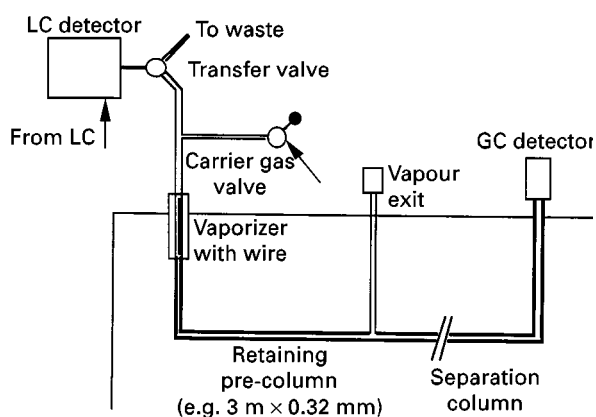 LC detector
To waste
Transfer valve
From LC
Carrier gas
valve
Vapour
exit
GC detector
Vaporizer
with wire
Retaining
pre-column
(e.g. 3 m × 0.32 mm)
Separation
column